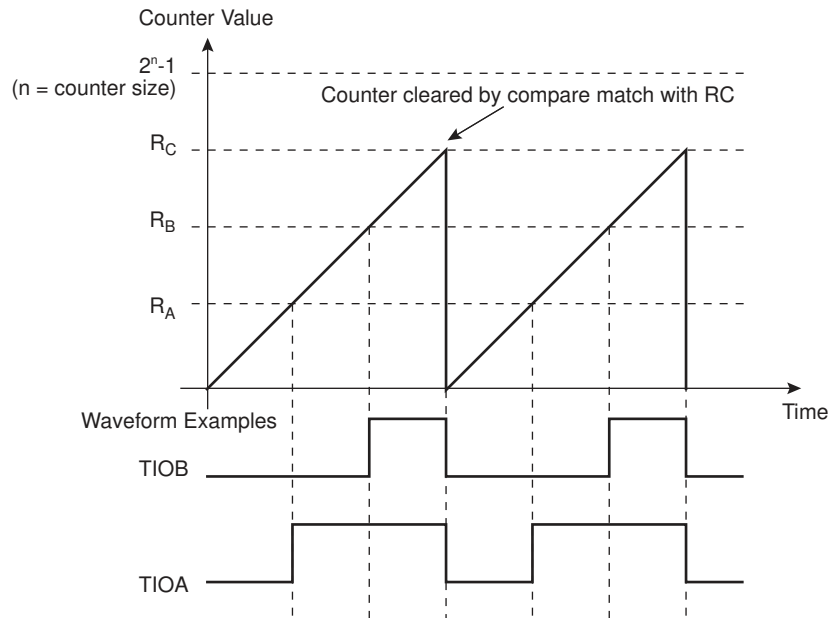 Counter Value
2ⁿ-1
(n = counter size)
Counter cleared by compare match with RC
R_C
R_B
R_A
Time
Waveform Examples
TIOB
TIOA